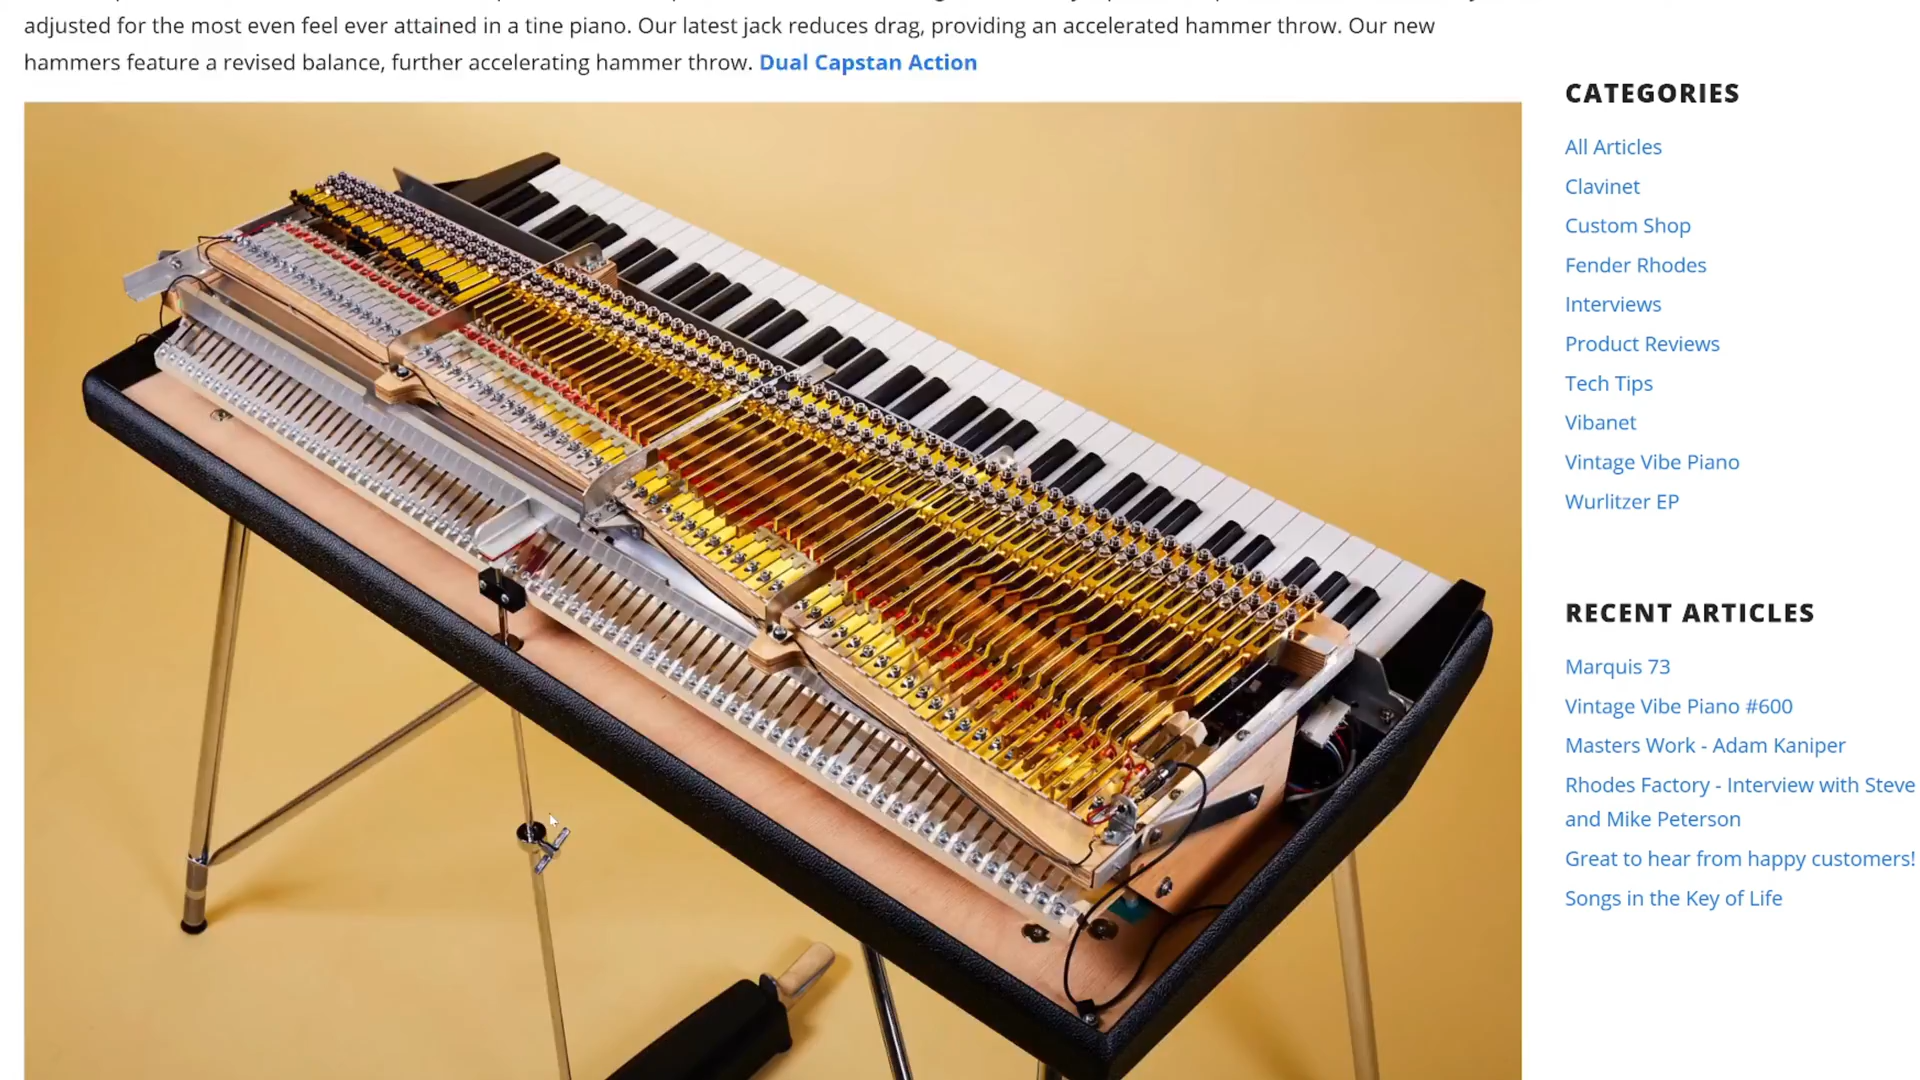 adjusted for the most even feel ever attained in a tine piano. Our latest jack reduces drag, providing an accelerated hammer throw. Our new
hammers feature a revised balance, further accelerating hammer throw. Dual Capstan Action
CATEGORIES
All Articles
Clavinet
Custom Shop
Fender Rhodes
Interviews
Product Reviews
Tech Tips
Vibanet
Vintage Vibe Piano
Wurlitzer EP
RECENT ARTICLES
Marquis 73
Vintage Vibe Piano #600
Masters Work - Adam Kaniper
Rhodes Factory - Interview with Steve
and Mike Peterson
Great to hear from happy customers!
Songs in the Key of Life